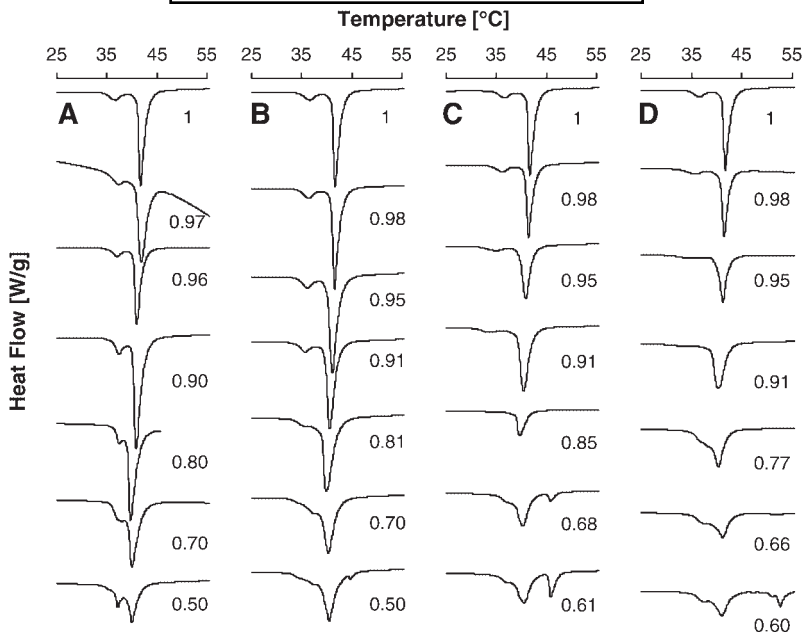 Temperature [°C]
25 35 45 55 25 35 45 55 25 35 45 55 25 35 45 55
A B C D
1 1 1 1
0.97 0.98 0.98 0.98
0.96 0.95 0.95 0.95
0.90 0.91 0.91 0.91
0.80 0.81 0.85 0.77
0.70 0.70 0.68 0.66
0.50 0.50 0.61 0.60
Heat Flow [W/g]